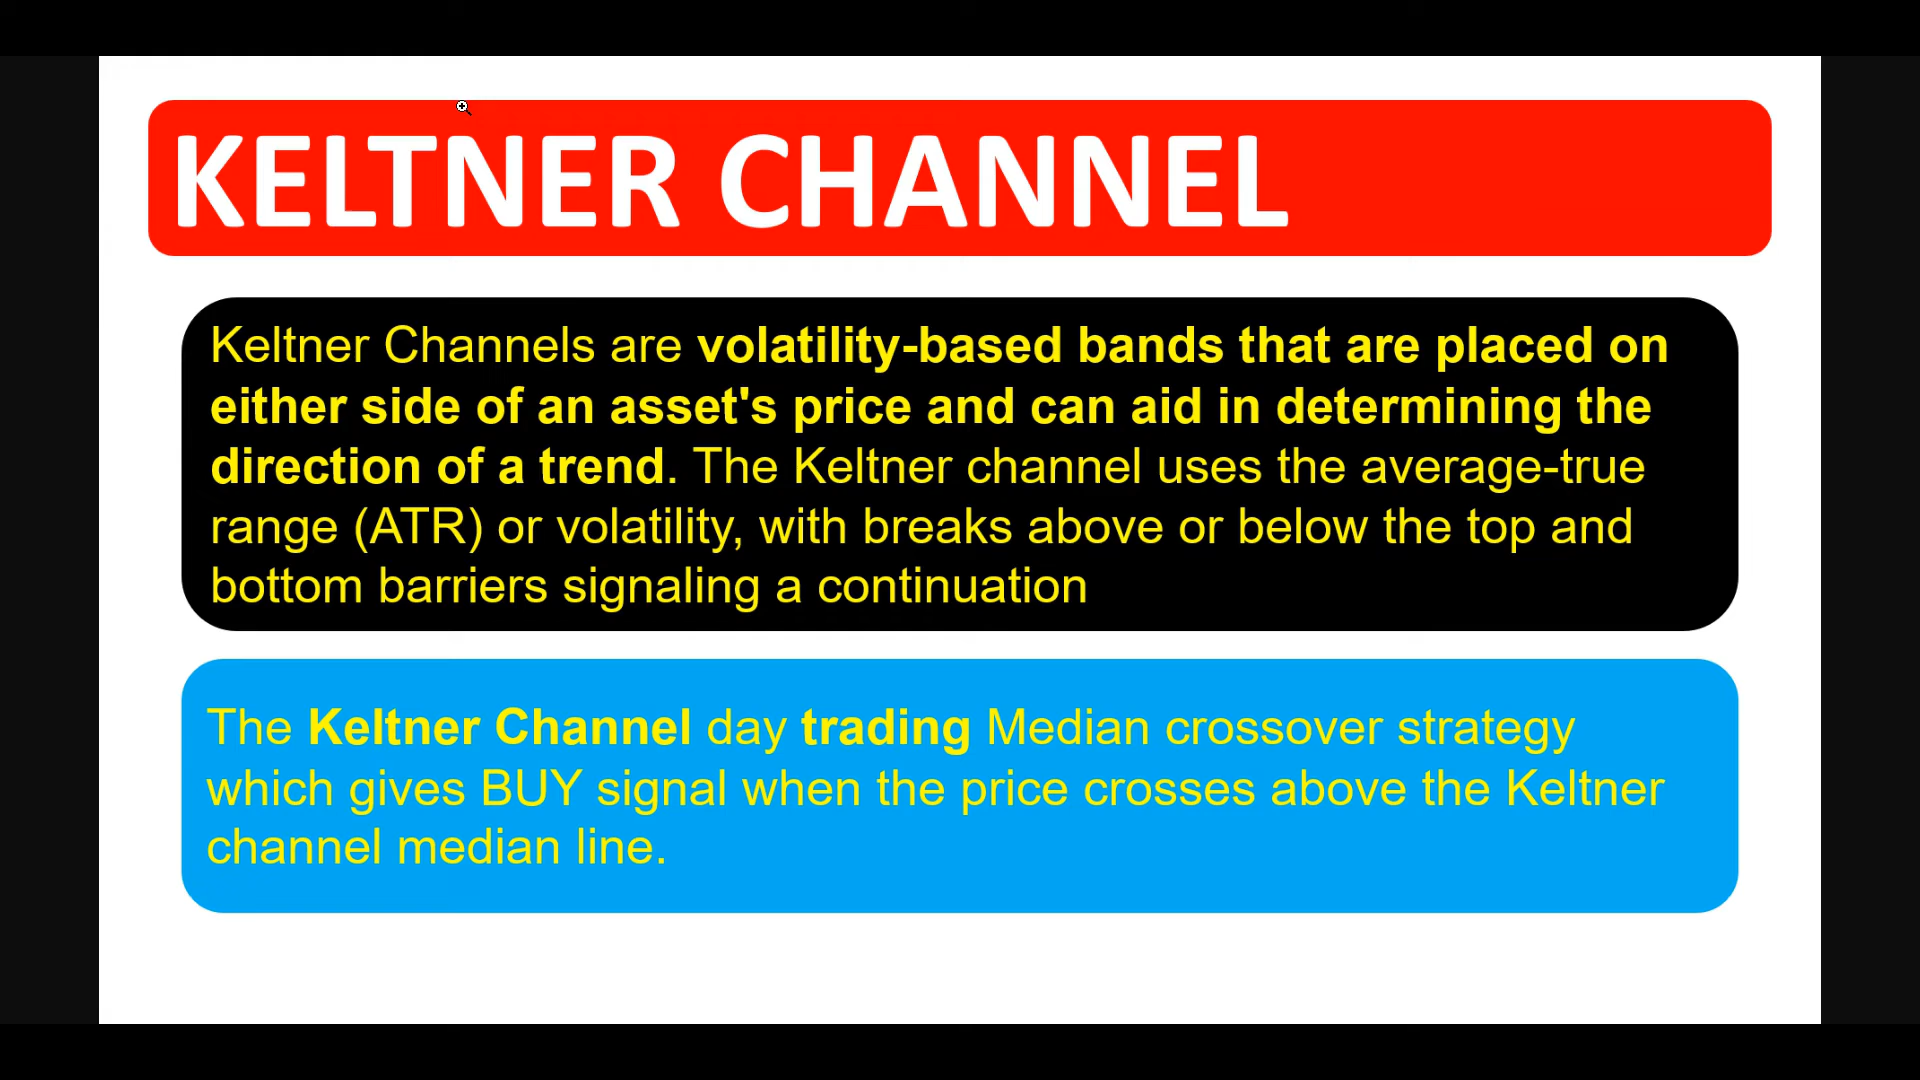 KELTNER CHANNEL
Keltner Channels are volatility-based bands that are placed on
either side of an asset's price and can aid in determining the
direction of a trend. The Keltner channel uses the average-true
range (ATR) or volatility, with breaks above or below the top and
bottom barriers signaling a continuation
The Keltner Channel day trading Median crossover strategy
which gives BUY signal when the price crosses above the Keltner
channel median line.